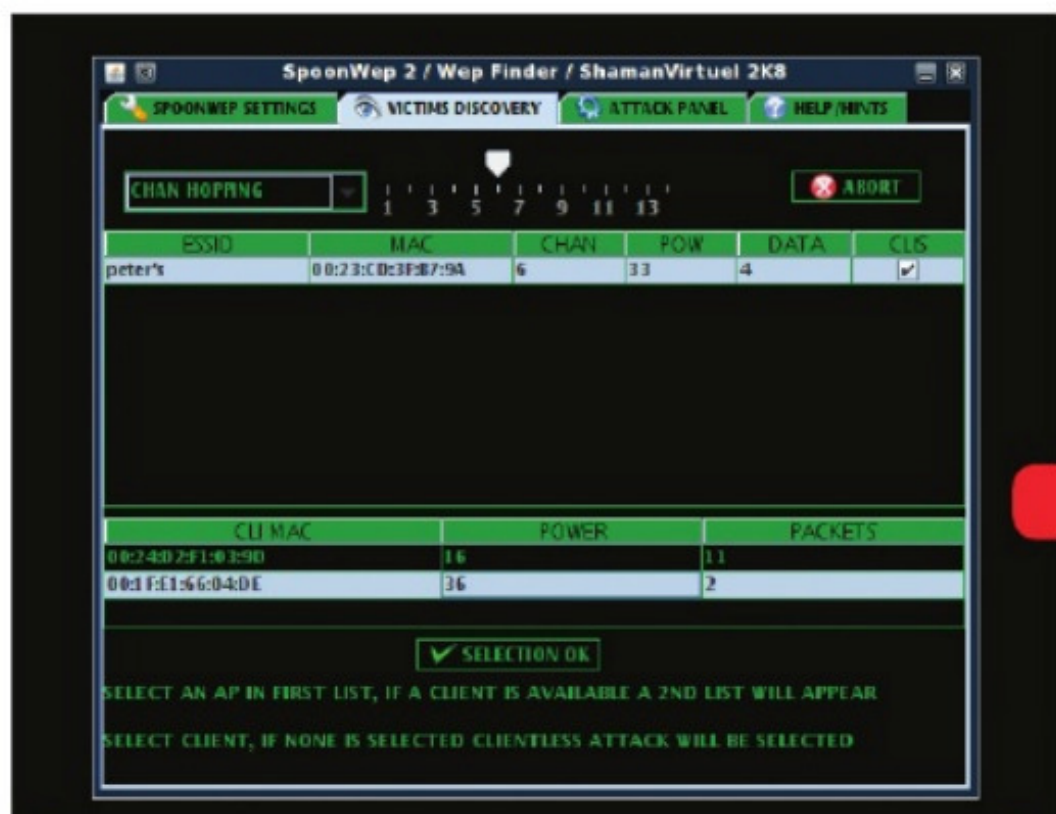 SpoonWep 2 / Wep Finder / ShamanVirtuel 2K8
SPOONWEP SETTINGS VICTIMS DISCOVERY ATTACK PANEL HELP/HINTS
CHAN HOPPING ABORT
1 3 5 7 9 11 13
ESSID MAC CHAN POW DATA CLIS
peter's 00:23:CD:3F:B7:9A 6 33 4
CLI MAC POWER PACKETS
00:24:D2:F1:03:9D 16 11
00:1F:E1:66:04:DE 36 2
SELECTION OK
SELECT AN AP IN FIRST LIST, IF A CLIENT IS AVAILABLE A 2ND LIST WILL APPEAR
SELECT CLIENT, IF NONE IS SELECTED CLIENTLESS ATTACK WILL BE SELECTED